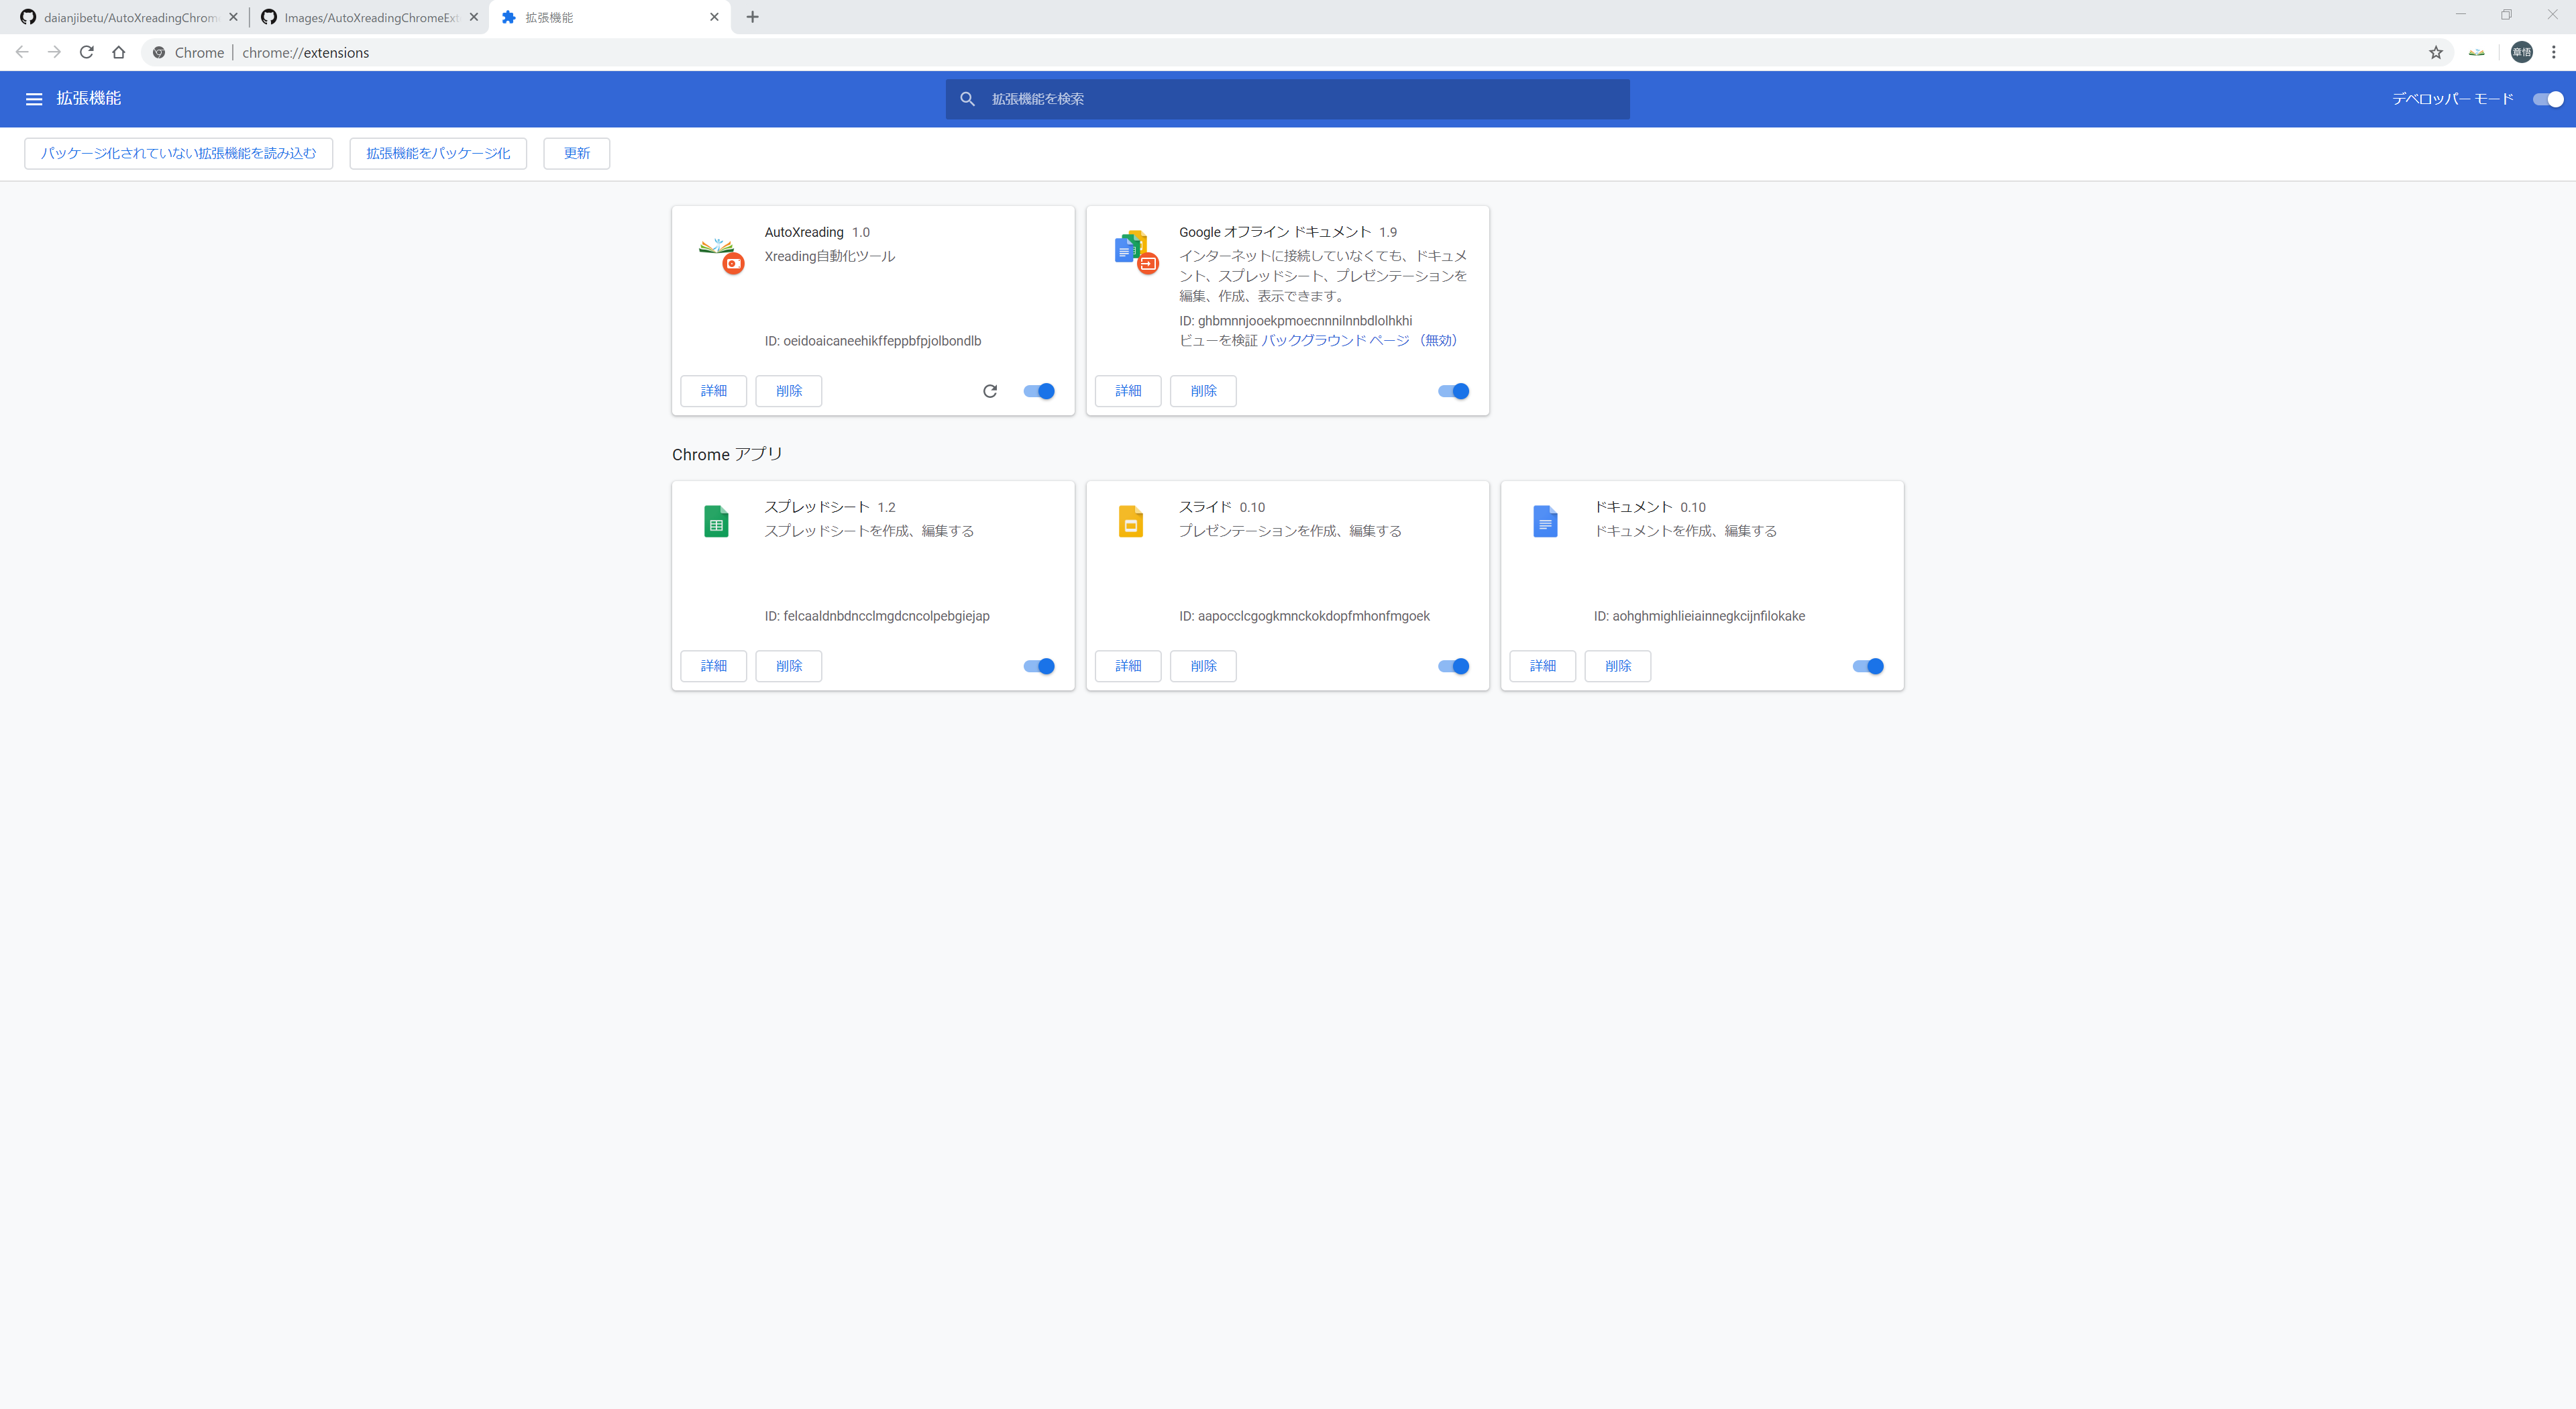 daianjibetu/AutoXreadingChrom
Images/AutoXreadingChromeExt
拡張機能
Chrome
chrome://extensions
章悟
拡張機能
拡張機能を検索
デベロッパー モード
パッケージ化されていない拡張機能を読み込む
拡張機能をパッケージ化
更新
AutoXreading 1.0
Xreading自動化ツール
ID: oeidoaicaneehikffeppbfpjolbondlb
詳細
削除
Google オフライン ドキュメント 1.9
インターネットに接続していなくても、ドキュメ
ント、スプレッドシート、プレゼンテーションを
編集、作成、表示できます。
ID: ghbmnnjooekpmoecnnnilnnbdlolhkhi
ビューを検証 バックグラウンド ページ （無効）
詳細
削除
Chrome アプリ
スプレッドシート 1.2
スプレッドシートを作成、編集する
ID: felcaaldnbdncclmgdcncolpebgiejap
詳細
削除
スライド 0.10
プレゼンテーションを作成、編集する
ID: aapocclcgogkmnckokdopfmhonfmgoek
詳細
削除
ドキュメント 0.10
ドキュメントを作成、編集する
ID: aohghmighlieiainnegkcijnfilokake
詳細
削除